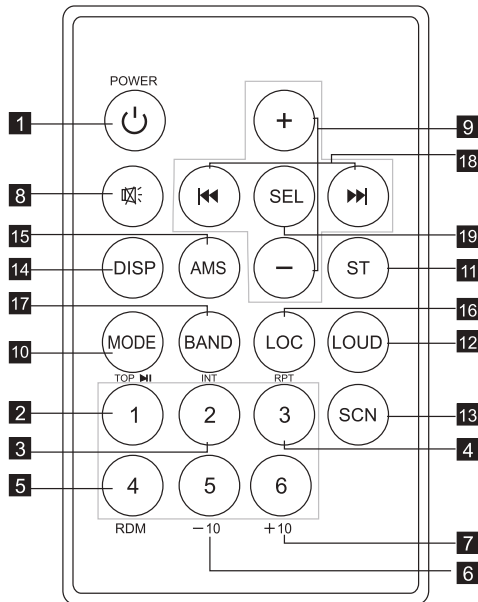 POWER
1
+
9
18
8
SEL
15
19
14
DISP
AMS
−
ST
11
17
16
10
MODE
BAND
LOC
LOUD
12
TOP
INT
RPT
2
1
2
3
SCN
13
3
4
5
4
5
6
RDM
−10
+10
7
6